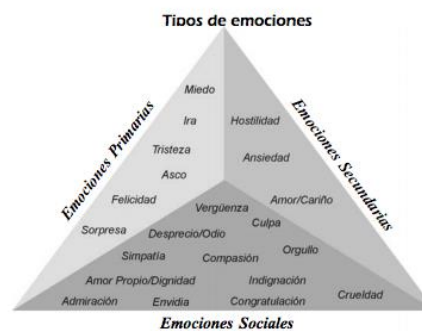 Tipos de emociones
Emociones Primarias
Miedo
Ira
Tristeza
Asco
Felicidad
Sorpresa
Emociones Secundarias
Hostilidad
Ansiedad
Amor/Cariño
Vergüenza
Culpa
Desprecio/Odio
Orgullo
Simpatía
Compasión
Amor Propio/Dignidad
Indignación
Admiración
Envidia
Congratulación
Crueldad
Emociones Sociales